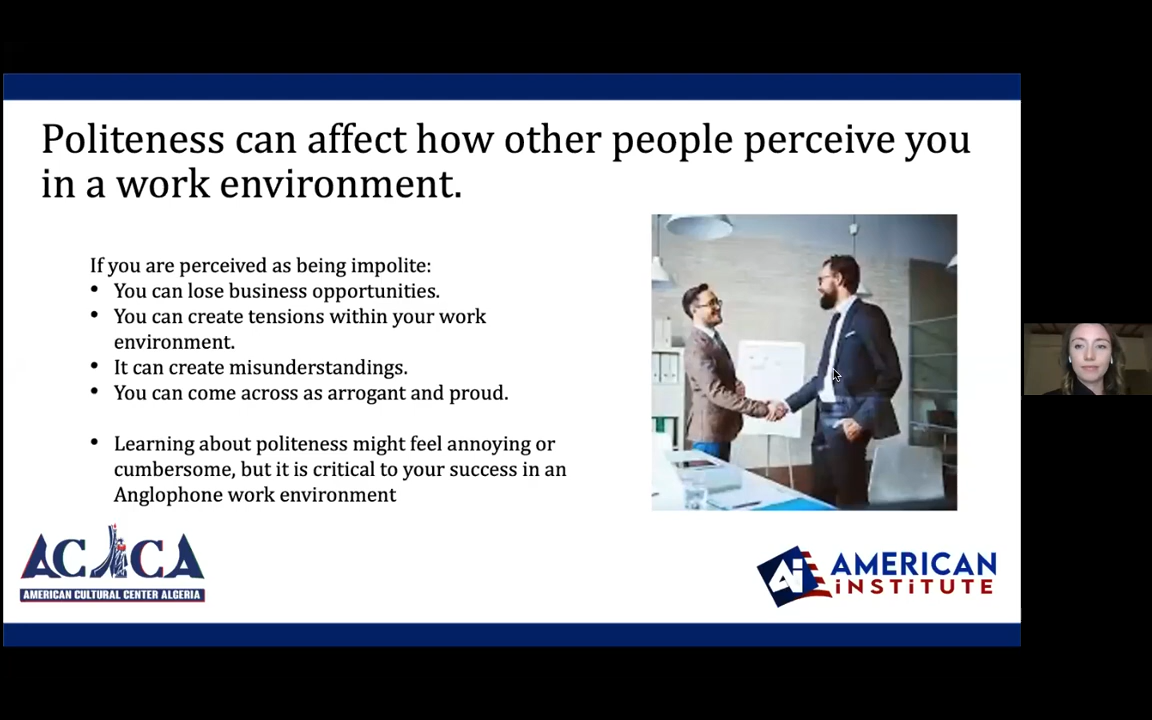 Politeness can affect how other people perceive you
in a work environment.
If you are perceived as being impolite:
• You can lose business opportunities.
• You can create tensions within your work
environment.
• It can create misunderstandings.
• You can come across as arrogant and proud.
• Learning about politeness might feel annoying or
cumbersome, but it is critical to your success in an
Anglophone work environment
ACCA
AMERICAN CULTURAL CENTER ALGERIA
Ai AMERICAN
INSTITUTE